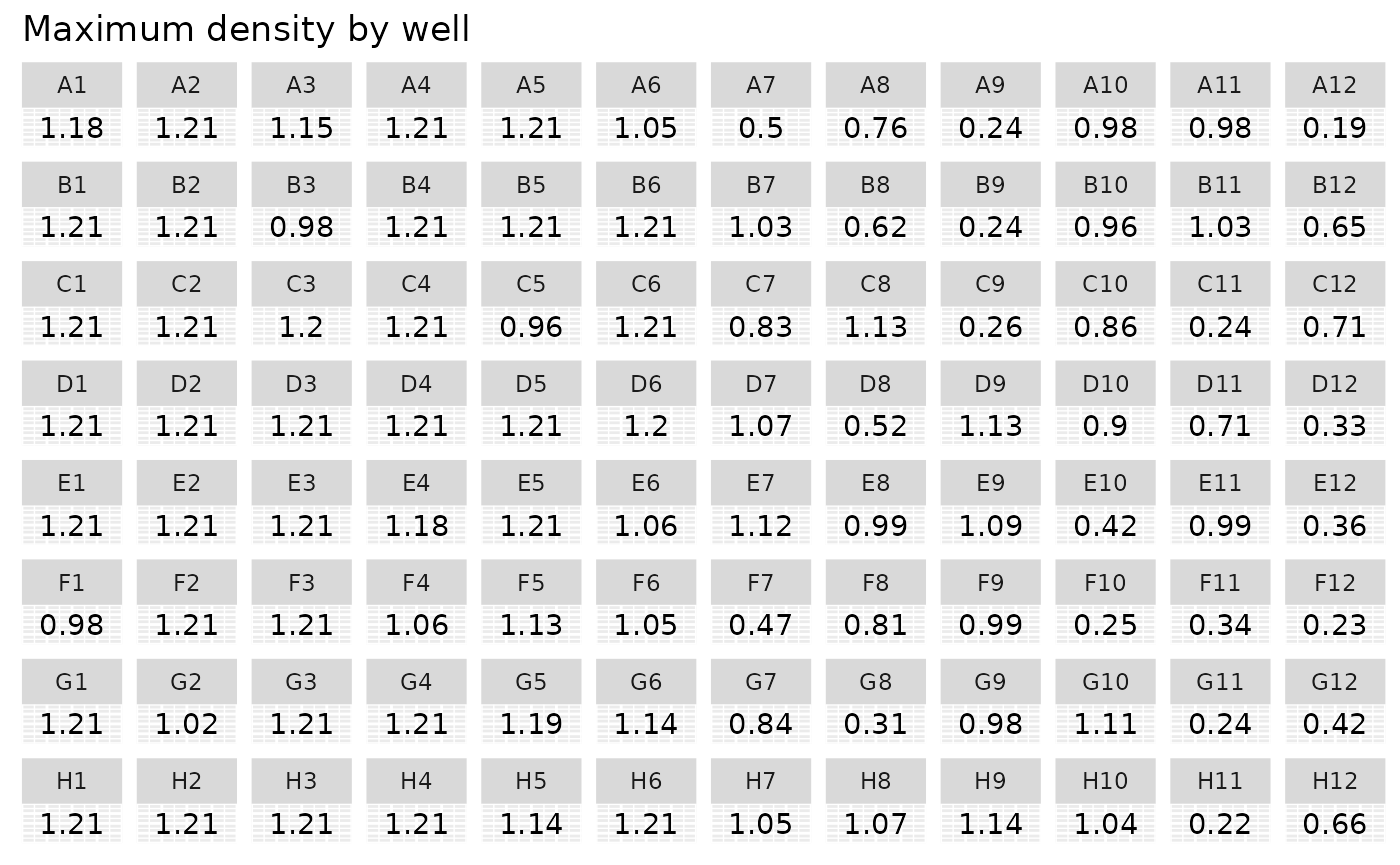 Maximum density by well
A1 A2 A3 A4 A5 A6 A7 A8 A9 A10 A11 A12
1.18 1.21 1.15 1.21 1.21 1.05 0.5 0.76 0.24 0.98 0.98 0.19
B1 B2 B3 B4 B5 B6 B7 B8 B9 B10 B11 B12
1.21 1.21 0.98 1.21 1.21 1.21 1.03 0.62 0.24 0.96 1.03 0.65
C1 C2 C3 C4 C5 C6 C7 C8 C9 C10 C11 C12
1.21 1.21 1.2 1.21 0.96 1.21 0.83 1.13 0.26 0.86 0.24 0.71
D1 D2 D3 D4 D5 D6 D7 D8 D9 D10 D11 D12
1.21 1.21 1.21 1.21 1.21 1.2 1.07 0.52 1.13 0.9 0.71 0.33
E1 E2 E3 E4 E5 E6 E7 E8 E9 E10 E11 E12
1.21 1.21 1.21 1.18 1.21 1.06 1.12 0.99 1.09 0.42 0.99 0.36
F1 F2 F3 F4 F5 F6 F7 F8 F9 F10 F11 F12
0.98 1.21 1.21 1.06 1.13 1.05 0.47 0.81 0.99 0.25 0.34 0.23
G1 G2 G3 G4 G5 G6 G7 G8 G9 G10 G11 G12
1.21 1.02 1.21 1.21 1.19 1.14 0.84 0.31 0.98 1.11 0.24 0.42
H1 H2 H3 H4 H5 H6 H7 H8 H9 H10 H11 H12
1.21 1.21 1.21 1.21 1.14 1.21 1.05 1.07 1.14 1.04 0.22 0.66